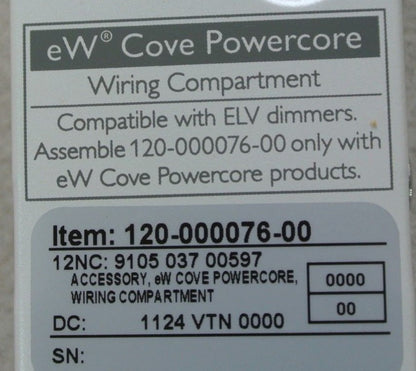 eW® Cove Powercore
Wiring Compartment
Compatible with ELV dimmers.
Assemble 120-000076-00 only with
eW Cove Powercore products.
Item: 120-000076-00
12NC: 9105 037 00597
ACCESSORY, eW COVE POWERCORE,
WIRING COMPARTMENT
0000
00
DC: 1124 VTN 0000
SN: